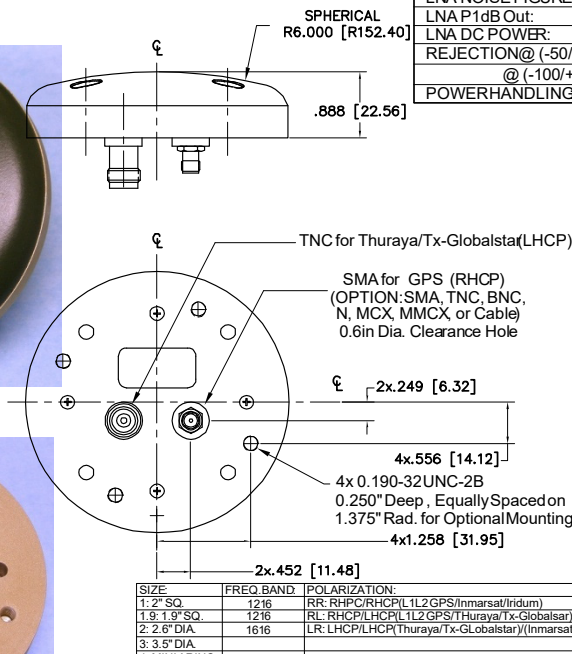 LNA P1dB Out:
LNA DC POWER:
REJECTION@ (-50/
@ (-100/+
POWERHANDLING
SPHERICAL
R6.000 [R152.40]
℄
.888 [22.56]
℄
TNC for Thuraya/Tx-Globalstar(LHCP)
SMA for GPS (RHCP)
(OPTION:SMA, TNC, BNC,
N, MCX, MMCX, or Cable)
0.6in Dia. Clearance Hole
℄
2x.249 [6.32]
4x.556 [14.12]
4x 0.190-32UNC-2B
0.250" Deep , Equally Spaced on
1.375" Rad. for Optional Mounting
4x1.258 [31.95]
2x.452 [11.48]
SIZE: FREQ.BAND: POLARIZATION:
1: 2" SQ. 1216 RR: RHPC/RHCP(L1L2GPS/Inmarsat/Iridum)
1.9: 1.9" SQ. 1216 RL: RHCP/LHCP(L1L2GPS/THuraya/Tx-Globalsar)
2: 2.6" DIA. 1616 LR: LHCP/LHCP(Thuraya/Tx-GLobalstar)/(Inmarsat
3: 3.5" DIA.